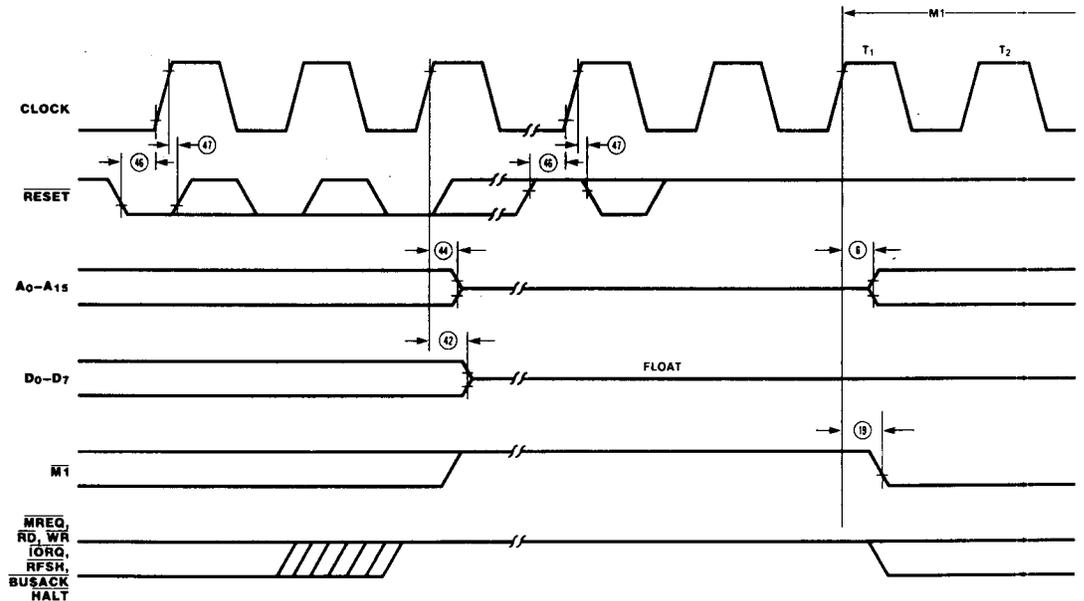 M1
T1
T2
CLOCK
46
47
46
47
RESET
44
6
A0–A15
42
FLOAT
D0–D7
19
M1
MREQ,
RD, WR
IORQ,
RFSH,
BUSACK
HALT